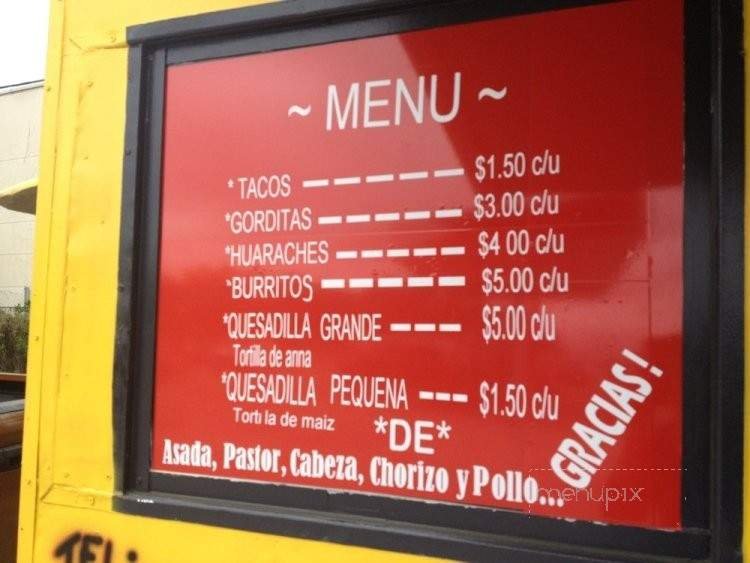 ~ MENU ~
*TACOS — — — — — — $1.50 c/u
*GORDITAS — — — — — — $3.00 c/u
*HUARACHES — — — — — $4 00 c/u
*BURRITOS — — — — — — $5.00 c/u
*QUESADILLA GRANDE --- $5.00 c/u
Tortilla de anna
*QUESADILLA PEQUENA --- $1.50 c/u
Torti la de maiz
*DE*
Asada, Pastor, Cabeza, Chorizo y Pollo...
GRACIAS!
menupix
TEL: